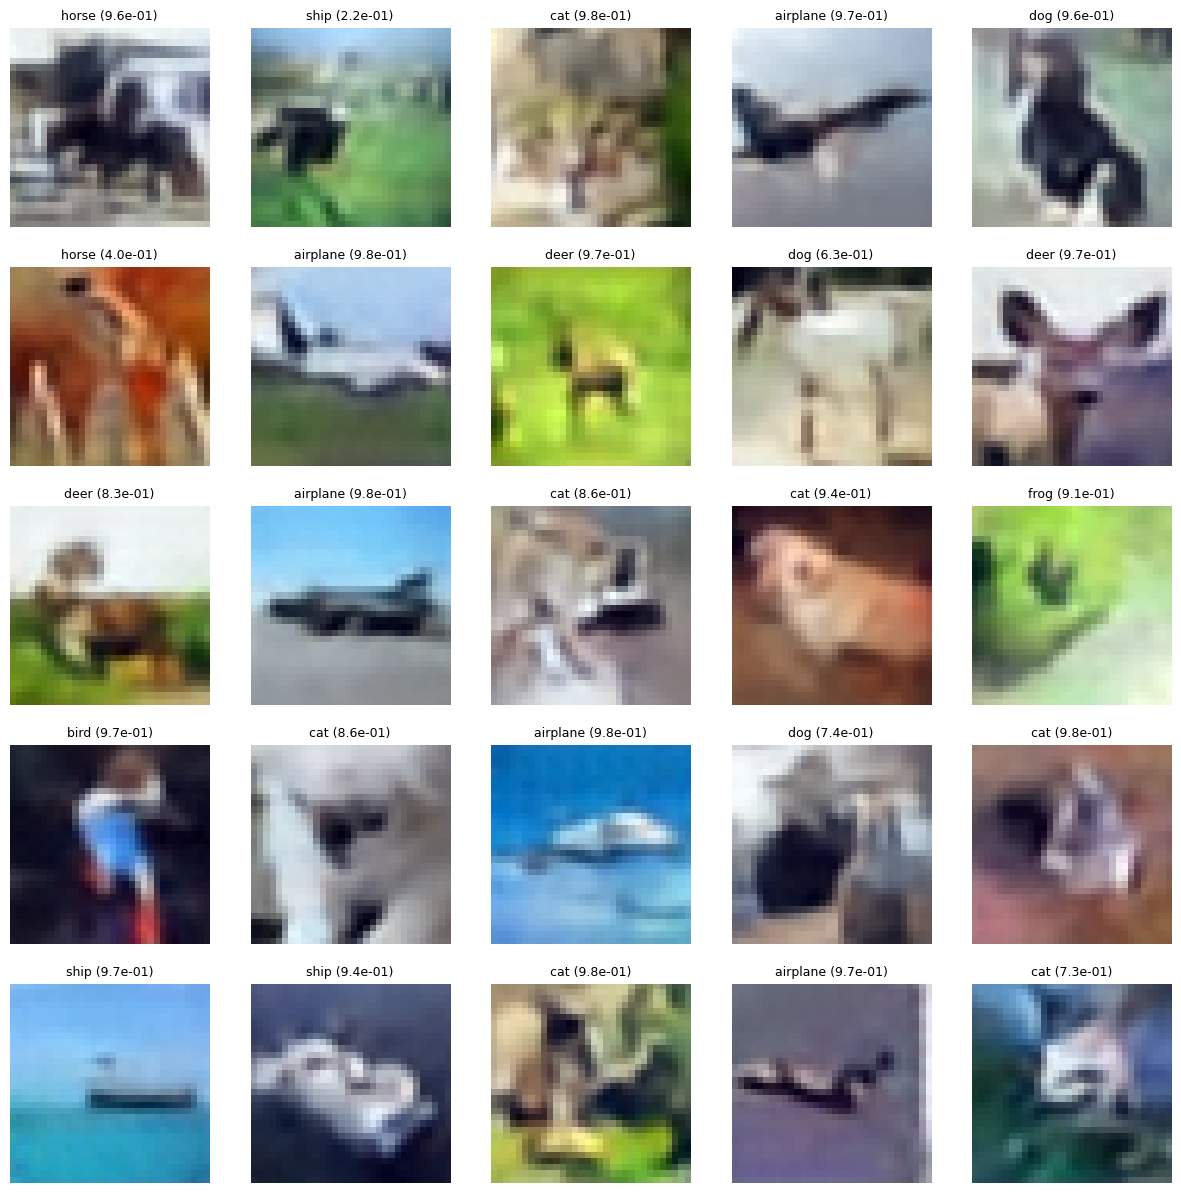 horse (9.6e-01)
ship (2.2e-01)
cat (9.8e-01)
airplane (9.7e-01)
dog (9.6e-01)
horse (4.0e-01)
airplane (9.8e-01)
deer (9.7e-01)
dog (6.3e-01)
deer (9.7e-01)
deer (8.3e-01)
airplane (9.8e-01)
cat (8.6e-01)
cat (9.4e-01)
frog (9.1e-01)
bird (9.7e-01)
cat (8.6e-01)
airplane (9.8e-01)
dog (7.4e-01)
cat (9.8e-01)
ship (9.7e-01)
ship (9.4e-01)
cat (9.8e-01)
airplane (9.7e-01)
cat (7.3e-01)